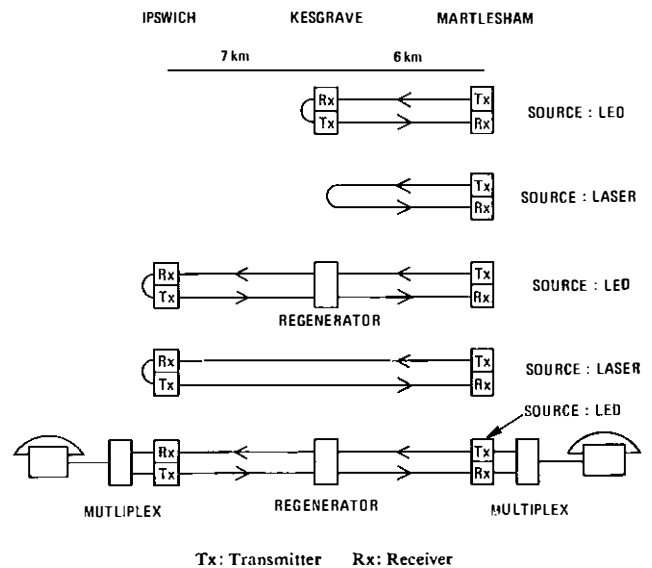 IPSWICH KESGRAVE MARTLESHAM
7 km 6 km
Rx Tx
Tx Rx
SOURCE : LED
Tx
Rx
SOURCE : LASER
Rx Tx
Tx Rx
SOURCE : LED
REGENERATOR
Rx Tx
Tx Rx
SOURCE : LASER
SOURCE : LED
Rx Tx
Tx Rx
MUTLIPLEX REGENERATOR MULTIPLEX
Tx: Transmitter Rx: Receiver